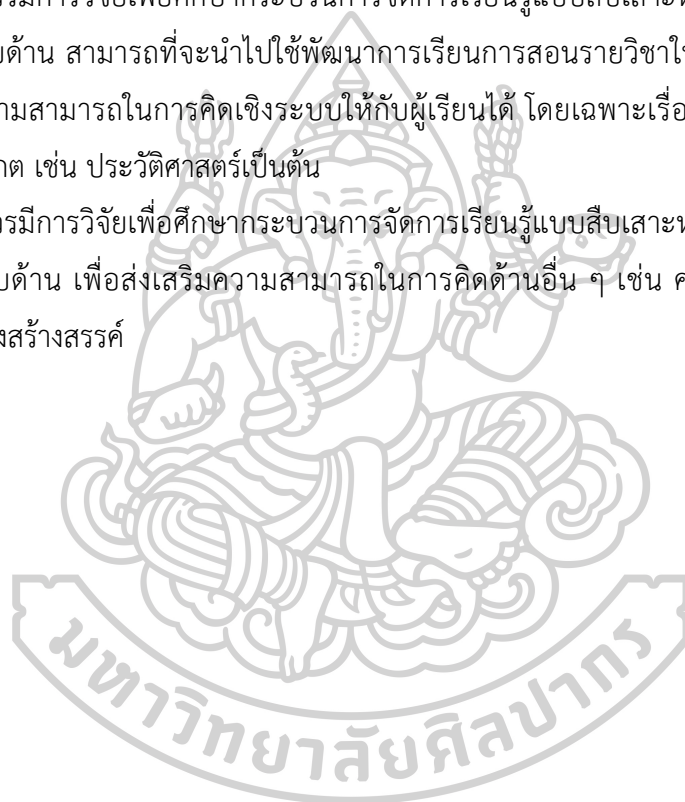 การวิจัยเพื่อศึกษากระบวนการจัดการเรียนรู้แบบสืบเสาะห
บด้าน สามารถที่จะนำไปใช้พัฒนาการเรียนการสอนรายวิชาใ
ามสามารถในการคิดเชิงระบบให้กับผู้เรียนได้ โดยเฉพาะเรื่อ
กต เช่น ประวัติศาสตร์เป็นต้น
รมีการวิจัยเพื่อศึกษากระบวนการจัดการเรียนรู้แบบสืบเสาะห
บด้าน เพื่อส่งเสริมความสามารถในการคิดด้านอื่น ๆ เช่น ค
งสร้างสรรค์
มหาวิทยาลัยศิลปากร